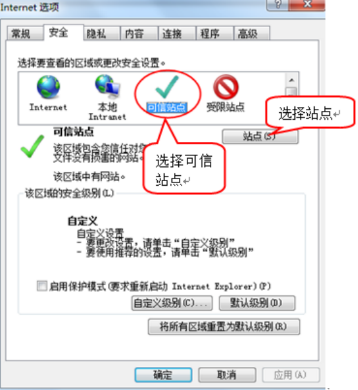 Internet 选项
常规 安全 隐私 内容 连接 程序 高级
选择要查看的区域或更改安全设置。
Internet 本地 Intranet 可信站点 受限站点
选择站点
可信站点
站点(S)
该区域包含您信任对您
文件没有损害的网站。
选择可信
站点
该区域中有网站。
该区域的安全级别(L)
自定义
自定义设置
- 要更改设置，请单击“自定义级别”
- 要使用推荐的设置，请单击“默认级别”
启用保护模式(要求重新启动 Internet Explorer)(P)
自定义级别(C)... 默认级别(D)
将所有区域重置为默认级别(R)
确定 取消 应用(A)